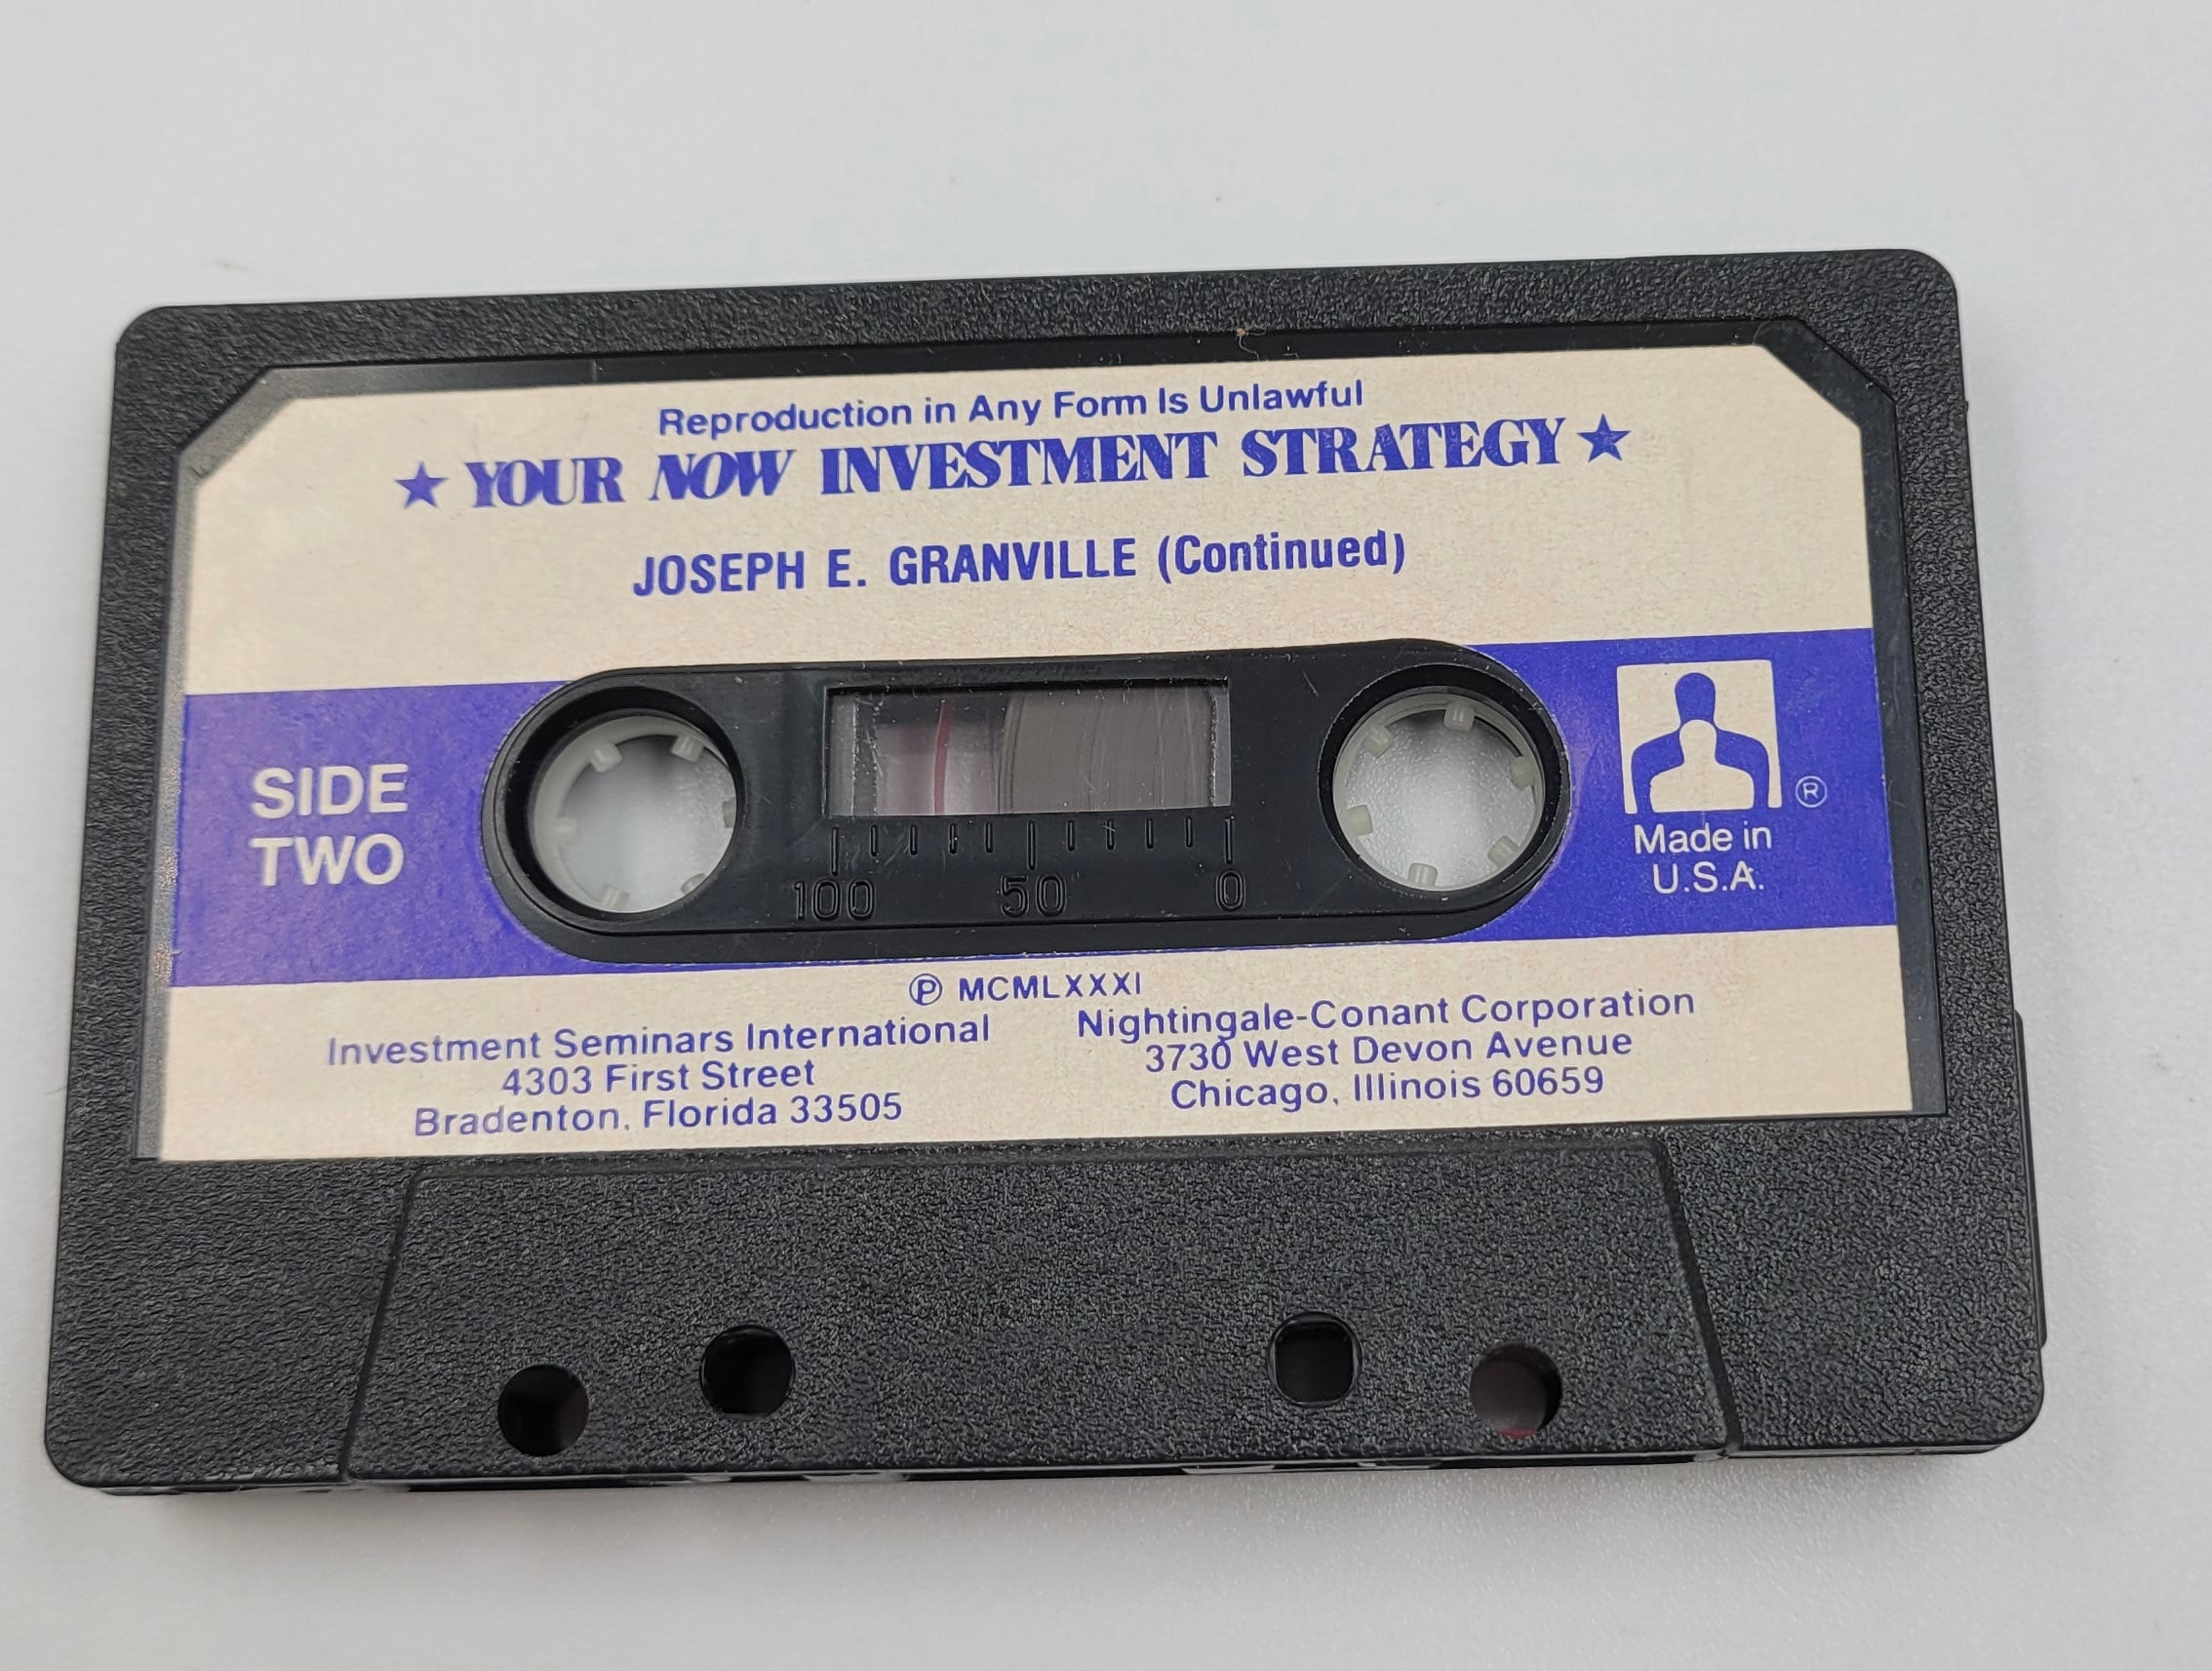 Reproduction in Any Form Is Unlawful
★ YOUR NOW INVESTMENT STRATEGY ★
JOSEPH E. GRANVILLE (Continued)
SIDE
TWO
100 50 0
®
Made in
U.S.A.
Ⓟ MCMLXXXI
Investment Seminars International
4303 First Street
Bradenton, Florida 33505
Nightingale-Conant Corporation
3730 West Devon Avenue
Chicago, Illinois 60659